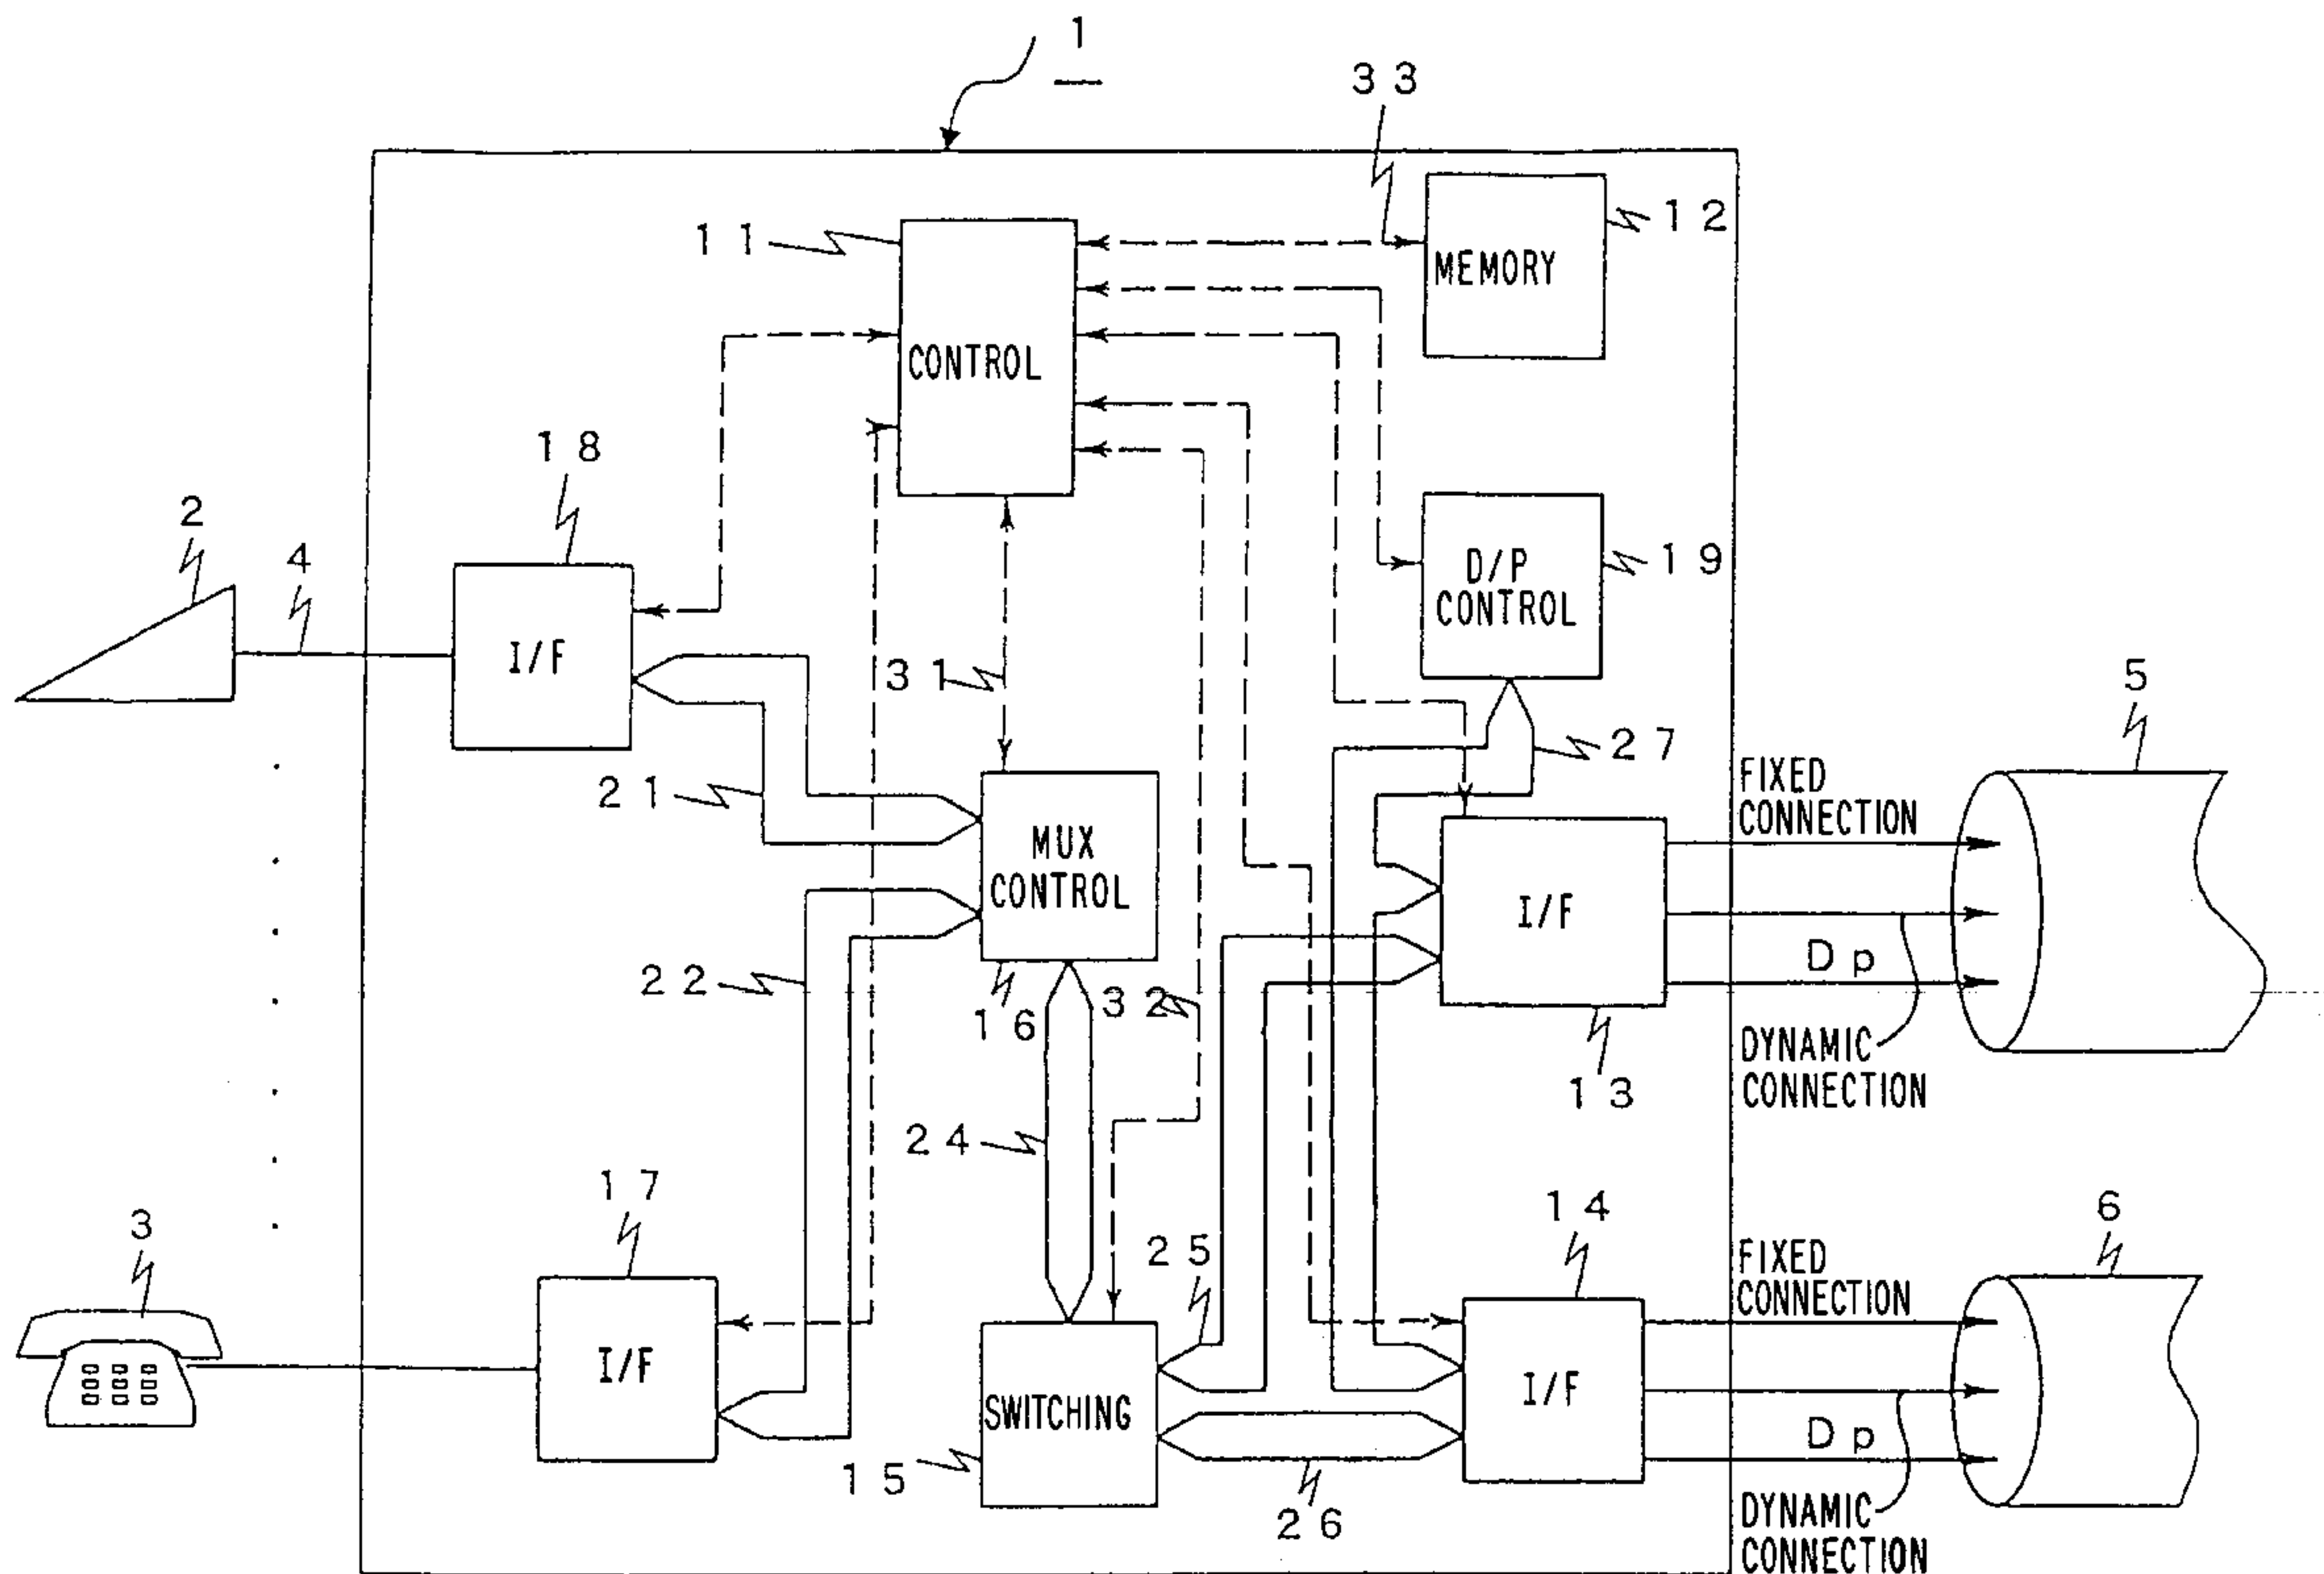 1
33
MEMORY
12
11
CONTROL
18
2
4
I/F
D/P
CONTROL
19
31
27
21
5
FIXED
CONNECTION
MUX
CONTROL
I/F
Dp
22
32
16
DYNAMIC
CONNECTION
13
24
17
14
25
3
FIXED
CONNECTION
6
I/F
SWITCHING
I/F
Dp
15
26
DYNAMIC
CONNECTION